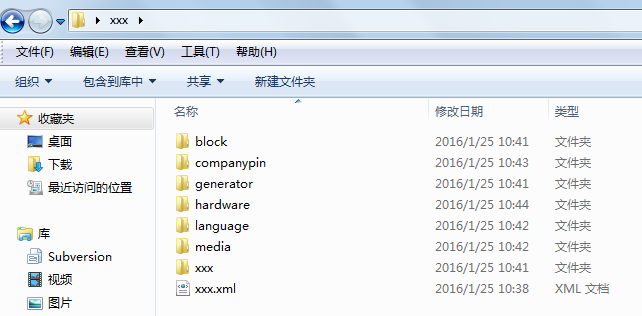 xxx
文件(F) 编辑(E) 查看(V) 工具(T) 帮助(H)
组织 包含到库中 共享 新建文件夹
收藏夹
桌面
下载
最近访问的位置
库
Subversion
视频
图片
名称 修改日期 类型
block 2016/1/25 10:41 文件夹
companypin 2016/1/25 10:43 文件夹
generator 2016/1/25 10:41 文件夹
hardware 2016/1/25 10:44 文件夹
language 2016/1/25 10:42 文件夹
media 2016/1/25 10:42 文件夹
xxx 2016/1/25 10:41 文件夹
xxx.xml 2016/1/25 10:38 XML 文档